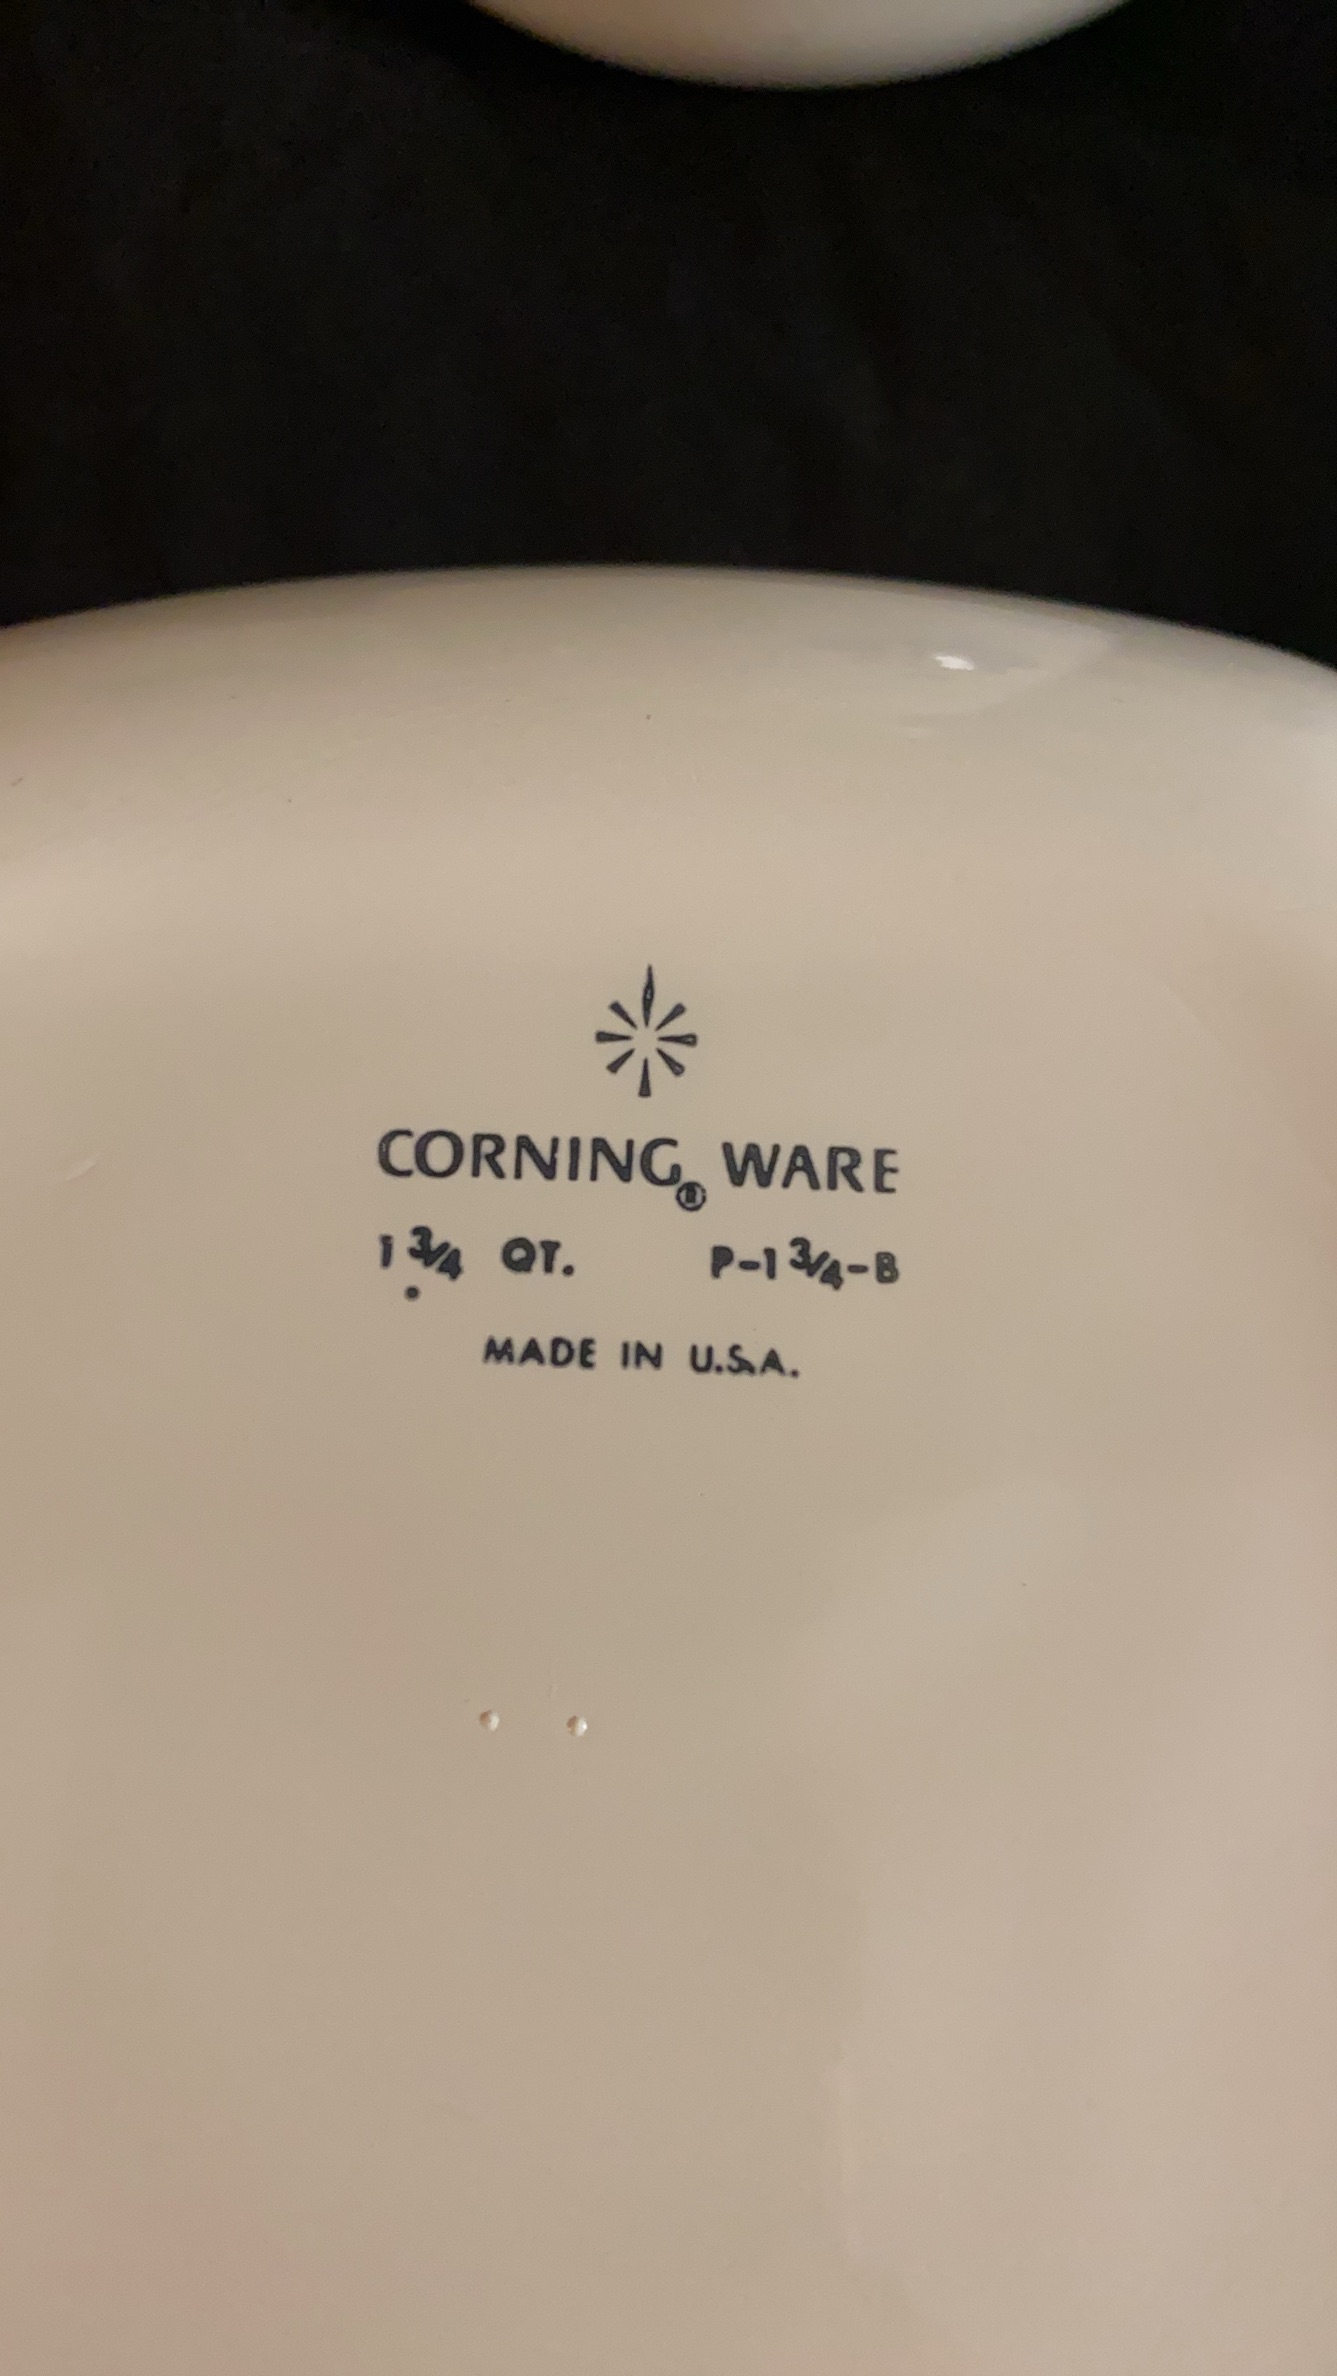 CORNING® WARE
1 3/4 QT. P-1 3/4-B
MADE IN U.S.A.